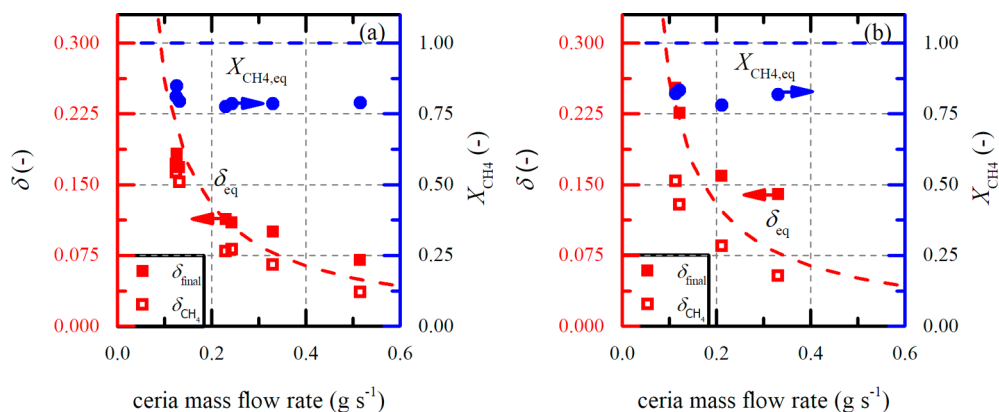 (a)
0.300
0.225
0.150
0.075
0.000
δ (-)
X_CH4,eq
δ_eq
δ_final
δ_CH₄
1.00
0.75
0.50
0.25
0.00
X_CH4 (-)
0.0 0.2 0.4 0.6
ceria mass flow rate (g s⁻¹)
(b)
0.300
0.225
0.150
0.075
0.000
δ (-)
X_CH4,eq
δ_eq
δ_final
δ_CH₄
1.00
0.75
0.50
0.25
0.00
X_CH4 (-)
0.0 0.2 0.4 0.6
ceria mass flow rate (g s⁻¹)